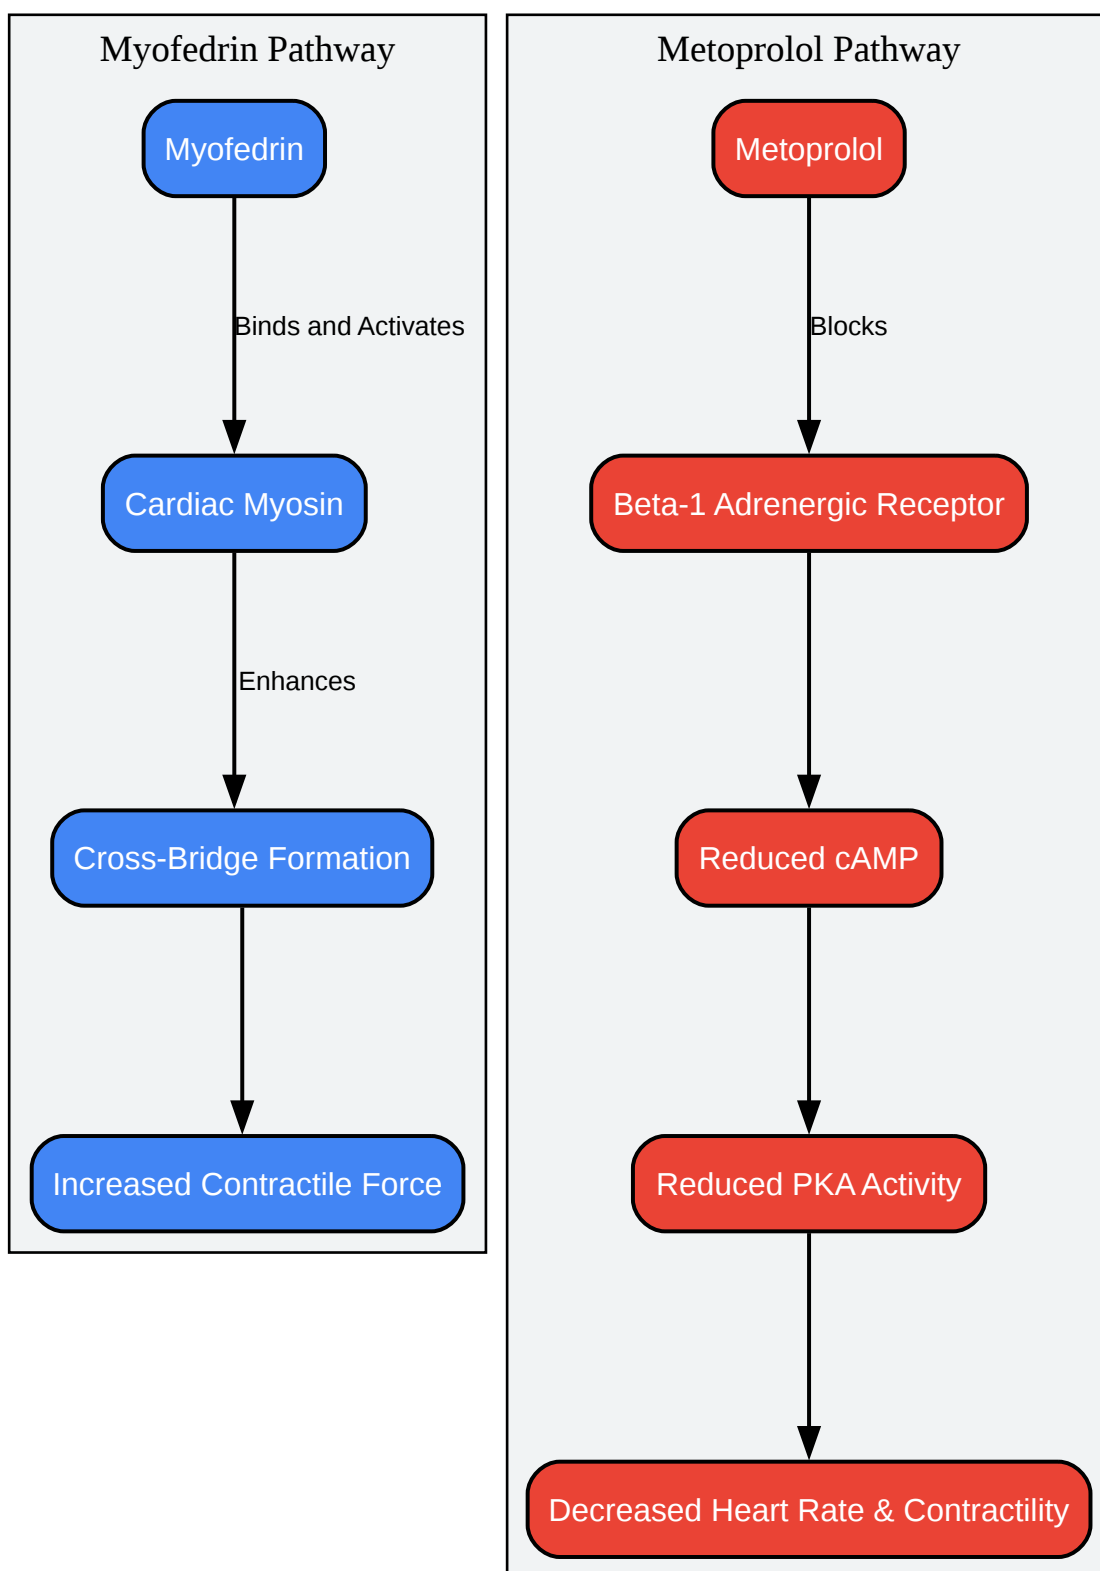 Myofedrin Pathway
Myofedrin
Binds and Activates
Cardiac Myosin
Enhances
Cross-Bridge Formation
Increased Contractile Force
Metoprolol Pathway
Metoprolol
Blocks
Beta-1 Adrenergic Receptor
Reduced cAMP
Reduced PKA Activity
Decreased Heart Rate & Contractility